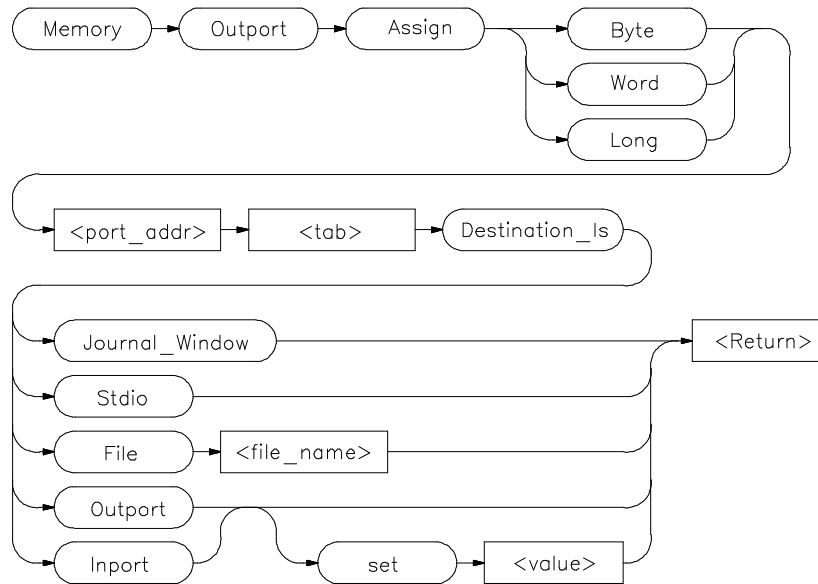 Memory Outport Assign Byte
Word
Long
<port_addr> <tab> Destination_Is
Journal_Window <Return>
Stdio
File <file_name>
Outport
Inport set <value>